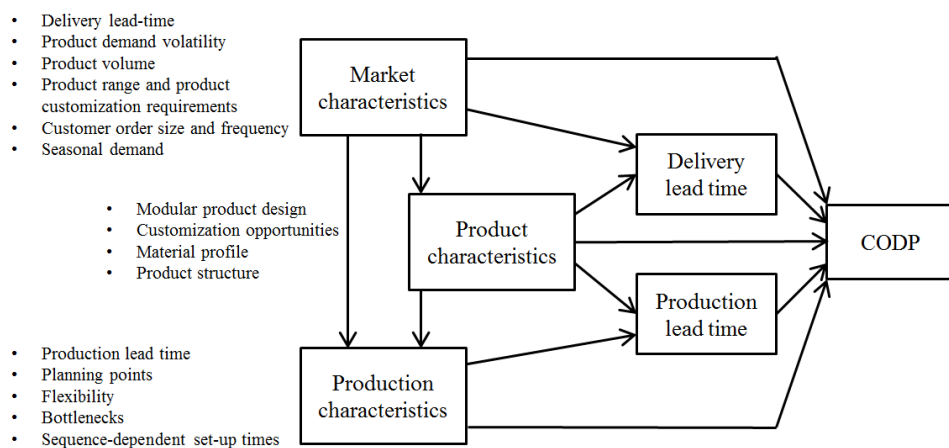 • Delivery lead-time
• Product demand volatility
• Product volume
• Product range and product
customization requirements
• Customer order size and frequency
• Seasonal demand
Market
characteristics
Delivery
lead time
• Modular product design
• Customization opportunities
• Material profile
• Product structure
Product
characteristics
CODP
Production
lead time
• Production lead time
• Planning points
• Flexibility
• Bottlenecks
• Sequence-dependent set-up times
Production
characteristics